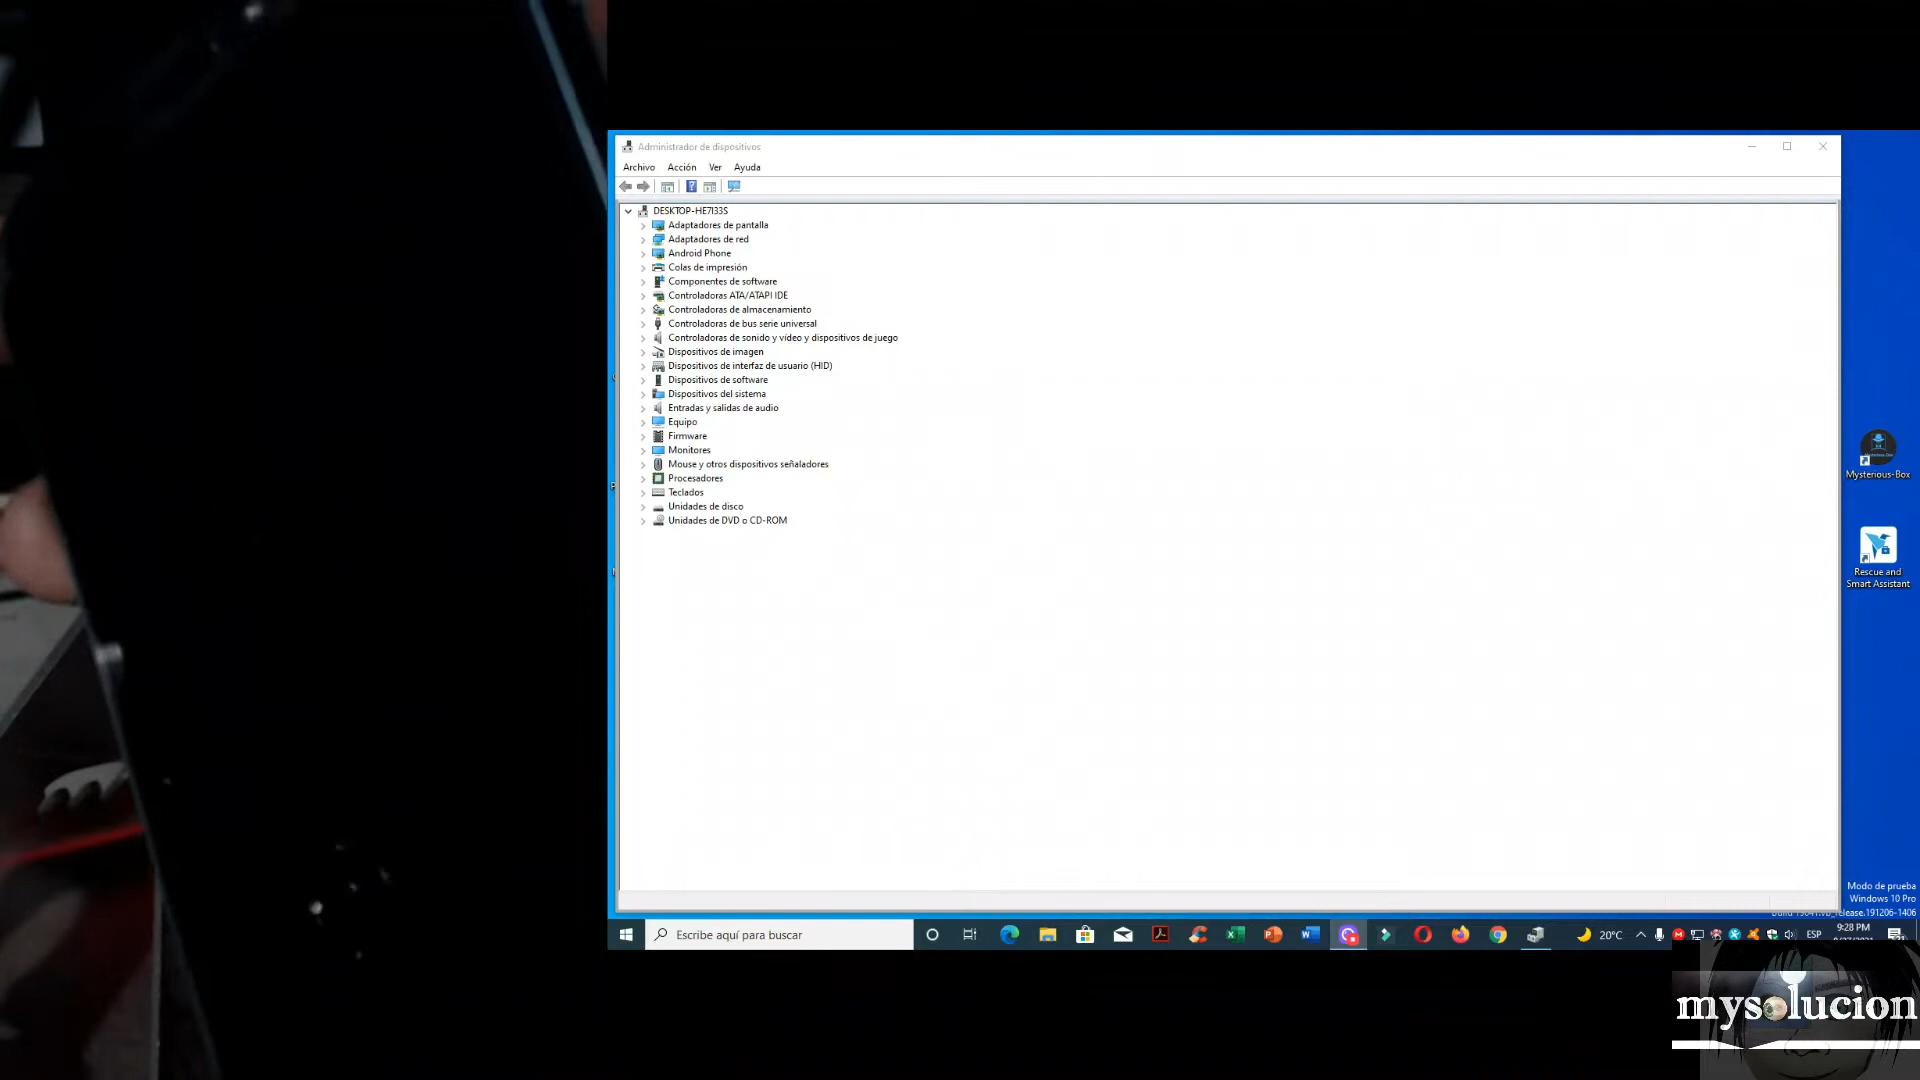 Administrador de dispositivos
Archivo Acción Ver Ayuda
DESKTOP-HE7I33S
Adaptadores de pantalla
Adaptadores de red
Android Phone
Colas de impresión
Componentes de software
Controladoras ATA/ATAPI IDE
Controladoras de almacenamiento
Controladoras de bus serie universal
Controladoras de sonido y vídeo y dispositivos de juego
Dispositivos de imagen
Dispositivos de interfaz de usuario (HID)
Dispositivos de software
Dispositivos del sistema
Entradas y salidas de audio
Equipo
Firmware
Monitores
Mouse y otros dispositivos señaladores
Procesadores
Teclados
Unidades de disco
Unidades de DVD o CD-ROM
Mysterious-Box
Rescue and
Smart Assistant
Modo de prueba
Windows 10 Pro
Escribe aquí para buscar
20°C
ESP
9:28 PM
mysolucion